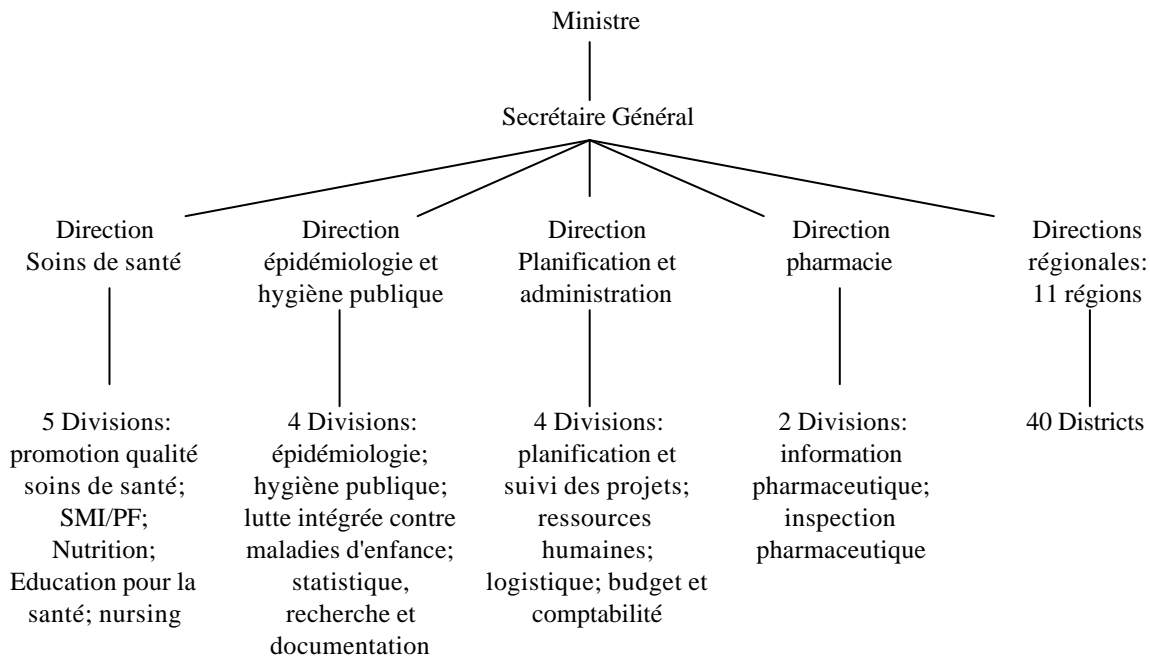 Ministre
Secrétaire Général
Direction
Soins de santé
Direction
épidémiologie et
hygiène publique
Direction
Planification et
administration
Direction
pharmacie
Directions
régionales:
11 régions
5 Divisions:
promotion qualité
soins de santé;
SMI/PF;
Nutrition;
Education pour la
santé; nursing
4 Divisions:
épidémiologie;
hygiène publique;
lutte intégrée contre
maladies d'enfance;
statistique,
recherche et
documentation
4 Divisions:
planification et
suivi des projets;
ressources
humaines;
logistique; budget et
comptabilité
2 Divisions:
information
pharmaceutique;
inspection
pharmaceutique
40 Districts